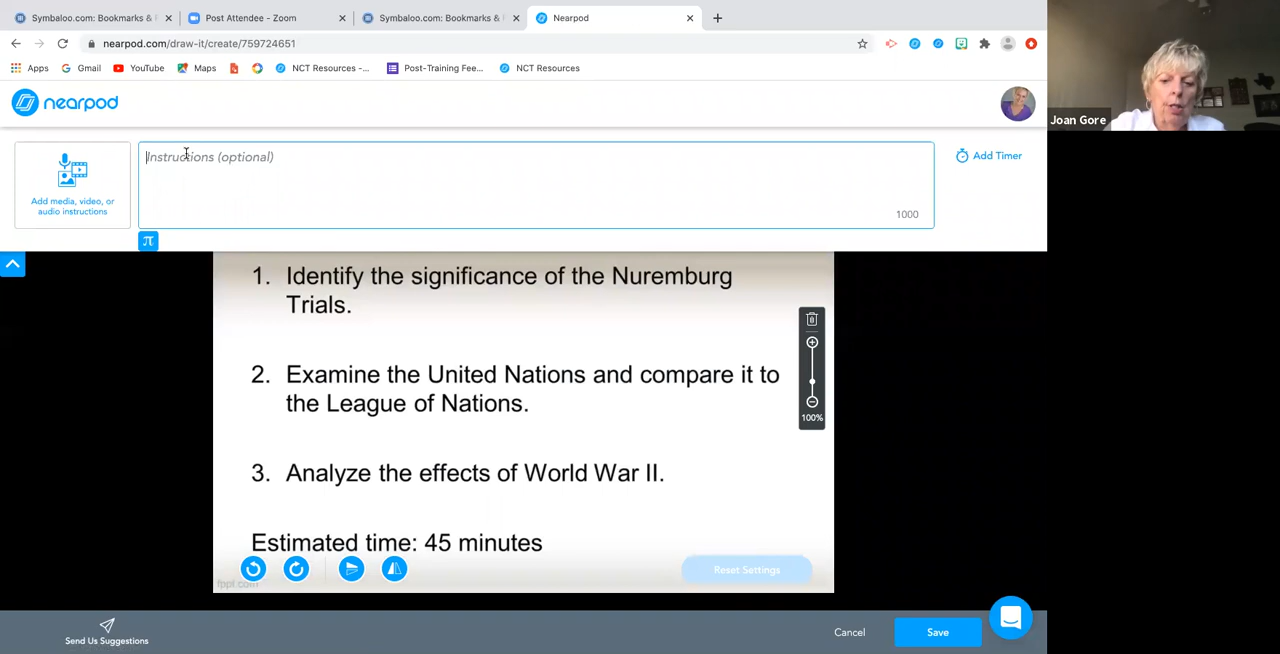 Symbaloo.com: Bookmarks &
Post Attendee - Zoom
Symbaloo.com: Bookmarks &
Nearpod
nearpod.com/draw-it/create/759724651
Apps
Gmail
YouTube
Maps
NCT Resources -...
Post-Training Fee...
NCT Resources
nearpod
Joan Gore
Instructions (optional)
Add Timer
Add media, video, or
audio instructions
1000
π
1. Identify the significance of the Nuremburg
Trials.
2. Examine the United Nations and compare it to
the League of Nations.
100%
3. Analyze the effects of World War II.
Estimated time: 45 minutes
Reset Settings
fppt.com
Send Us Suggestions
Cancel
Save